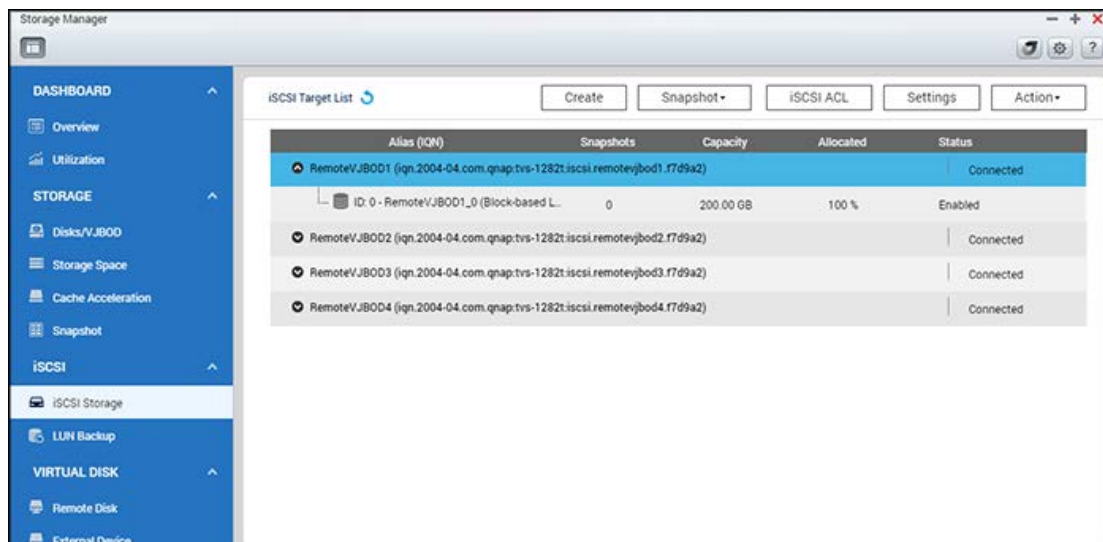 Storage Manager
DASHBOARD
Overview
Utilization
STORAGE
Disks/VJBOD
Storage Space
Cache Acceleration
Snapshot
iSCSI
iSCSI Storage
LUN Backup
VIRTUAL DISK
Remote Disk
External Device
iSCSI Target List Create Snapshot iSCSI ACL Settings Action
Alias (IQN) Snapshots Capacity Allocated Status
RemoteVJBOD1 (iqn.2004-04.com.qnap:tvs-1282t:iscsi.remotevjbod1.f7d9a2) Connected
ID: 0 - RemoteVJBOD1_0 (Block-based L... 0 200.00 GB 100 % Enabled
RemoteVJBOD2 (iqn.2004-04.com.qnap:tvs-1282t:iscsi.remotevjbod2.f7d9a2) Connected
RemoteVJBOD3 (iqn.2004-04.com.qnap:tvs-1282t:iscsi.remotevjbod3.f7d9a2) Connected
RemoteVJBOD4 (iqn.2004-04.com.qnap:tvs-1282t:iscsi.remotevjbod4.f7d9a2) Connected